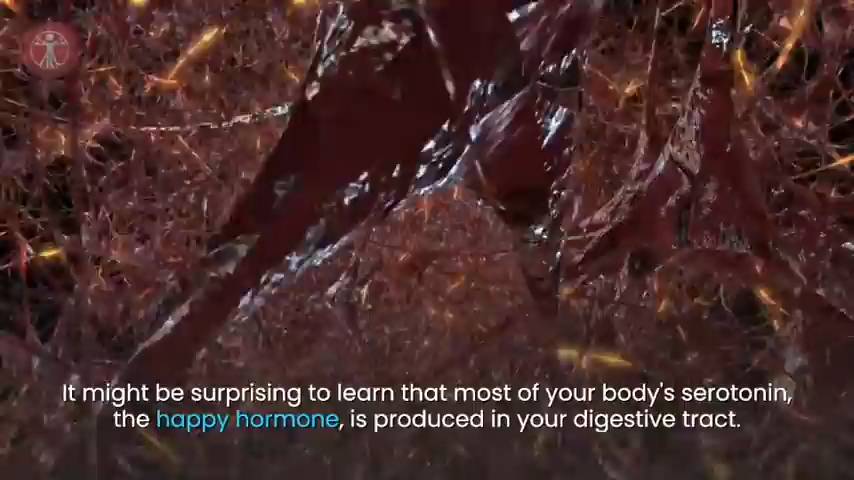 It might be surprising to learn that most of your body's serotonin,
the happy hormone, is produced in your digestive tract.